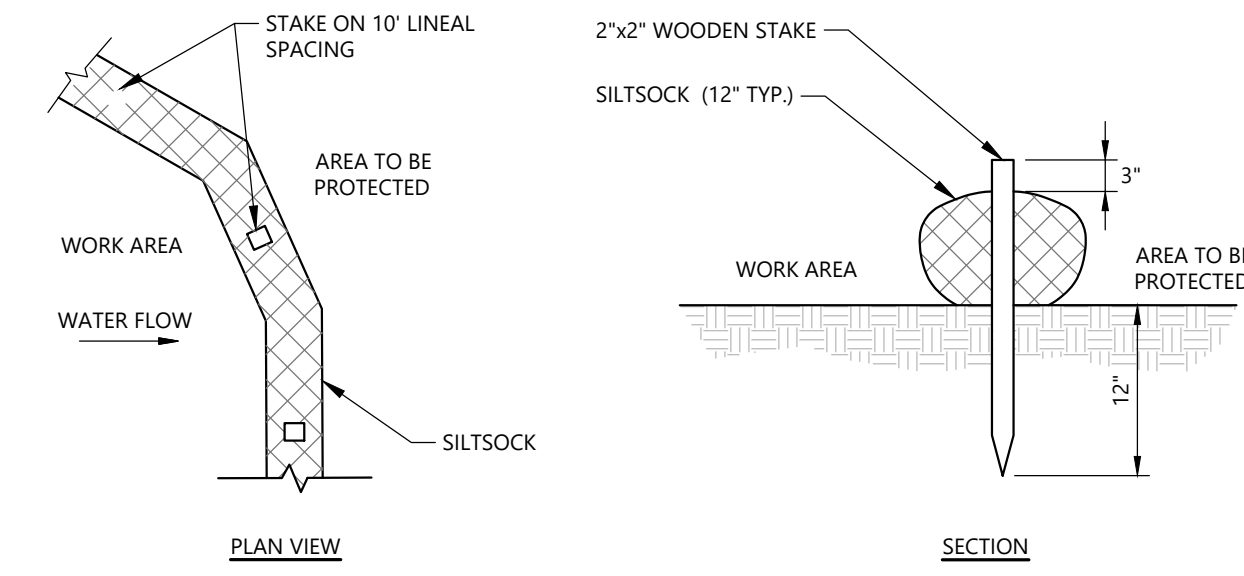 STAKE ON 10' LINEAL
SPACING
AREA TO BE
PROTECTED
WORK AREA
WATER FLOW
SILTSOCK
PLAN VIEW
2"x2" WOODEN STAKE
SILTSOCK (12" TYP.)
3"
WORK AREA
AREA TO BE
PROTECTED
12"
SECTION